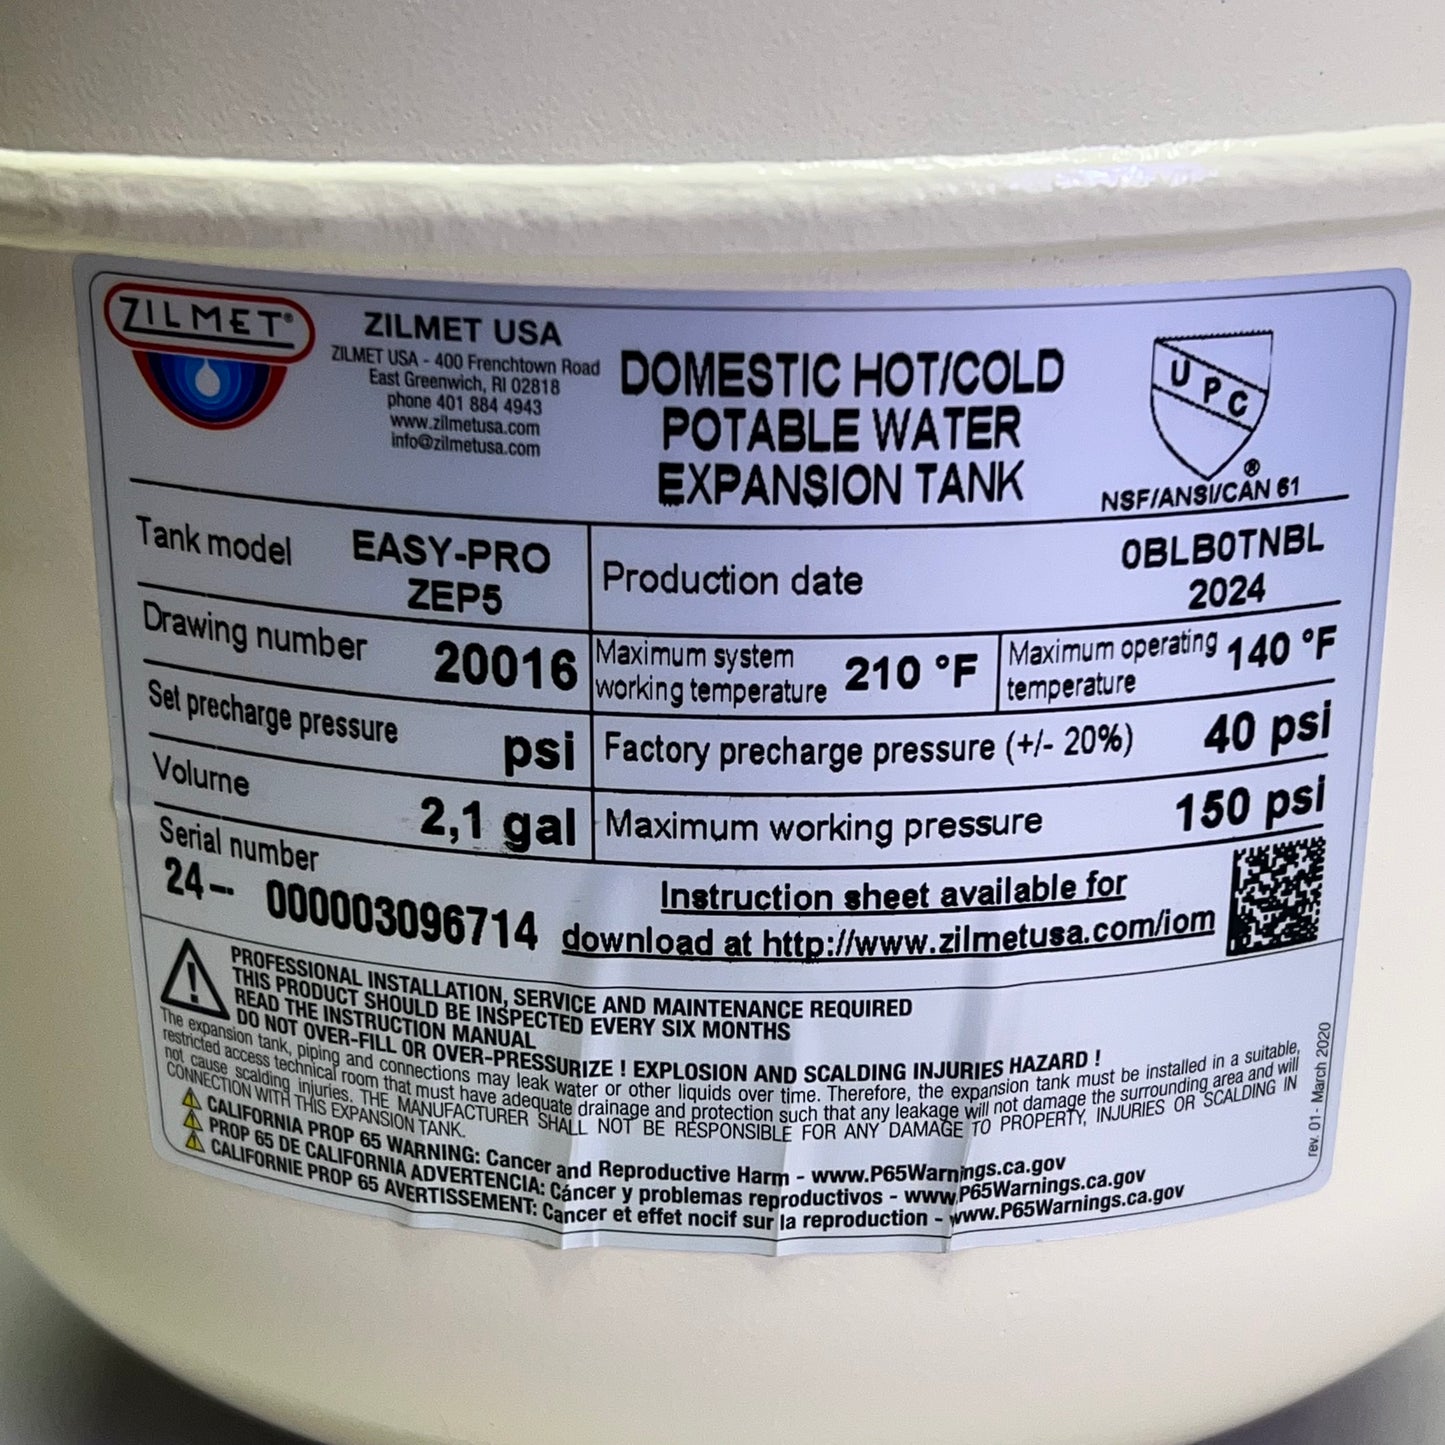 ZILMET®
ZILMET USA
ZILMET USA - 400 Frenchtown Road
East Greenwich, RI 02818
phone 401 884 4943
www.zilmetusa.com
info@zilmetusa.com
DOMESTIC HOT/COLD
POTABLE WATER
EXPANSION TANK
UPC
®
NSF/ANSI/CAN 61
Tank model EASY-PRO
ZEP5
Production date 0BLB0TNBL
2024
Drawing number 20016
Maximum system
working temperature 210 °F
Maximum operating
temperature 140 °F
Set precharge pressure psi
Factory precharge pressure (+/- 20%) 40 psi
Volume 2,1 gal
Maximum working pressure 150 psi
Serial number
24-- 000003096714
Instruction sheet available for
download at http://www.zilmetusa.com/iom
PROFESSIONAL INSTALLATION, SERVICE AND MAINTENANCE REQUIRED
THIS PRODUCT SHOULD BE INSPECTED EVERY SIX MONTHS
READ THE INSTRUCTION MANUAL
DO NOT OVER-FILL OR OVER-PRESSURIZE ! EXPLOSION AND SCALDING INJURIES HAZARD !
The expansion tank, piping and connections may leak water or other liquids over time. Therefore, the expansion tank must be installed in a suitable,
restricted access technical room that must have adequate drainage and protection such that any leakage will not damage the surrounding area and will
not cause scalding injuries. THE MANUFACTURER SHALL NOT BE RESPONSIBLE FOR ANY DAMAGE TO PROPERTY, INJURIES OR SCALDING IN
CONNECTION WITH THIS EXPANSION TANK.
CALIFORNIA PROP 65 WARNING: Cancer and Reproductive Harm - www.P65Warnings.ca.gov
PROP 65 DE CALIFORNIA ADVERTENCIA: Cáncer y problemas reproductivos - www.P65Warnings.ca.gov
CALIFORNIE PROP 65 AVERTISSEMENT: Cancer et effet nocif sur la reproduction - www.P65Warnings.ca.gov
rev. 01- March 2020